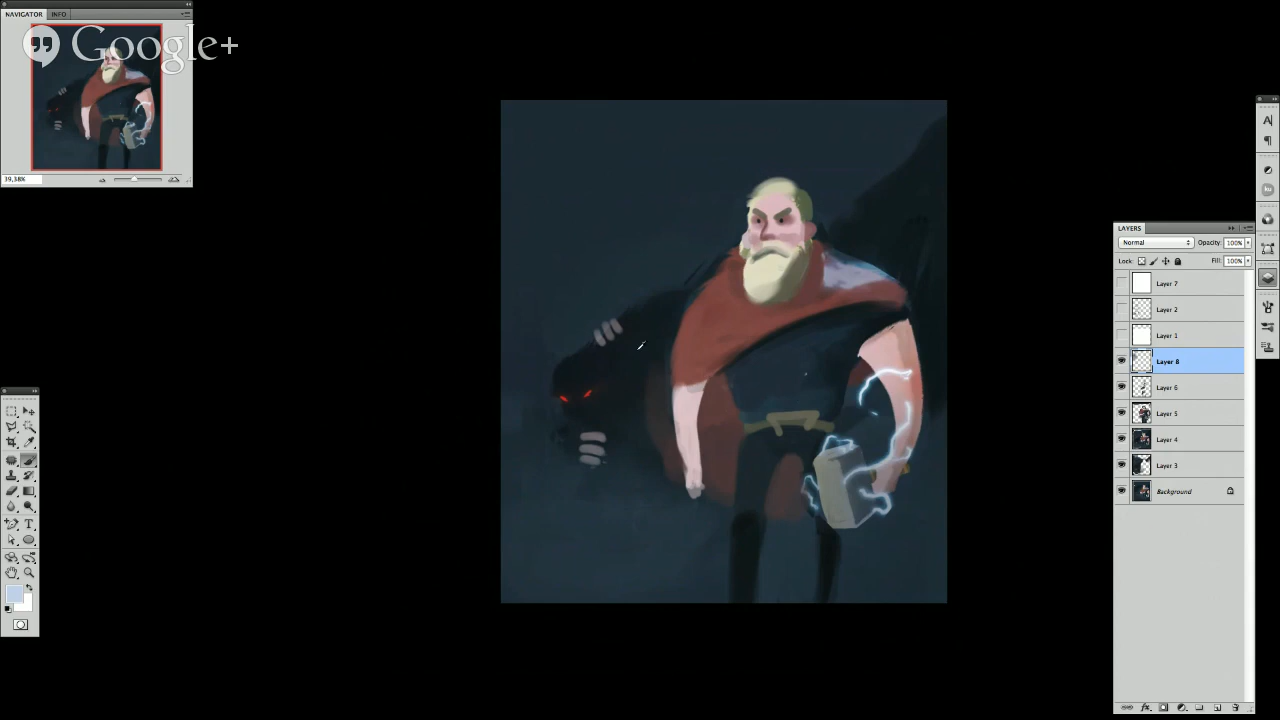 NAVIGATOR INFO
Google+
39,38%
LAYERS
Normal Opacity: 100%
Lock: Fill: 100%
Layer 7
Layer 2
Layer 1
Layer 8
Layer 6
Layer 5
Layer 4
Layer 3
Background